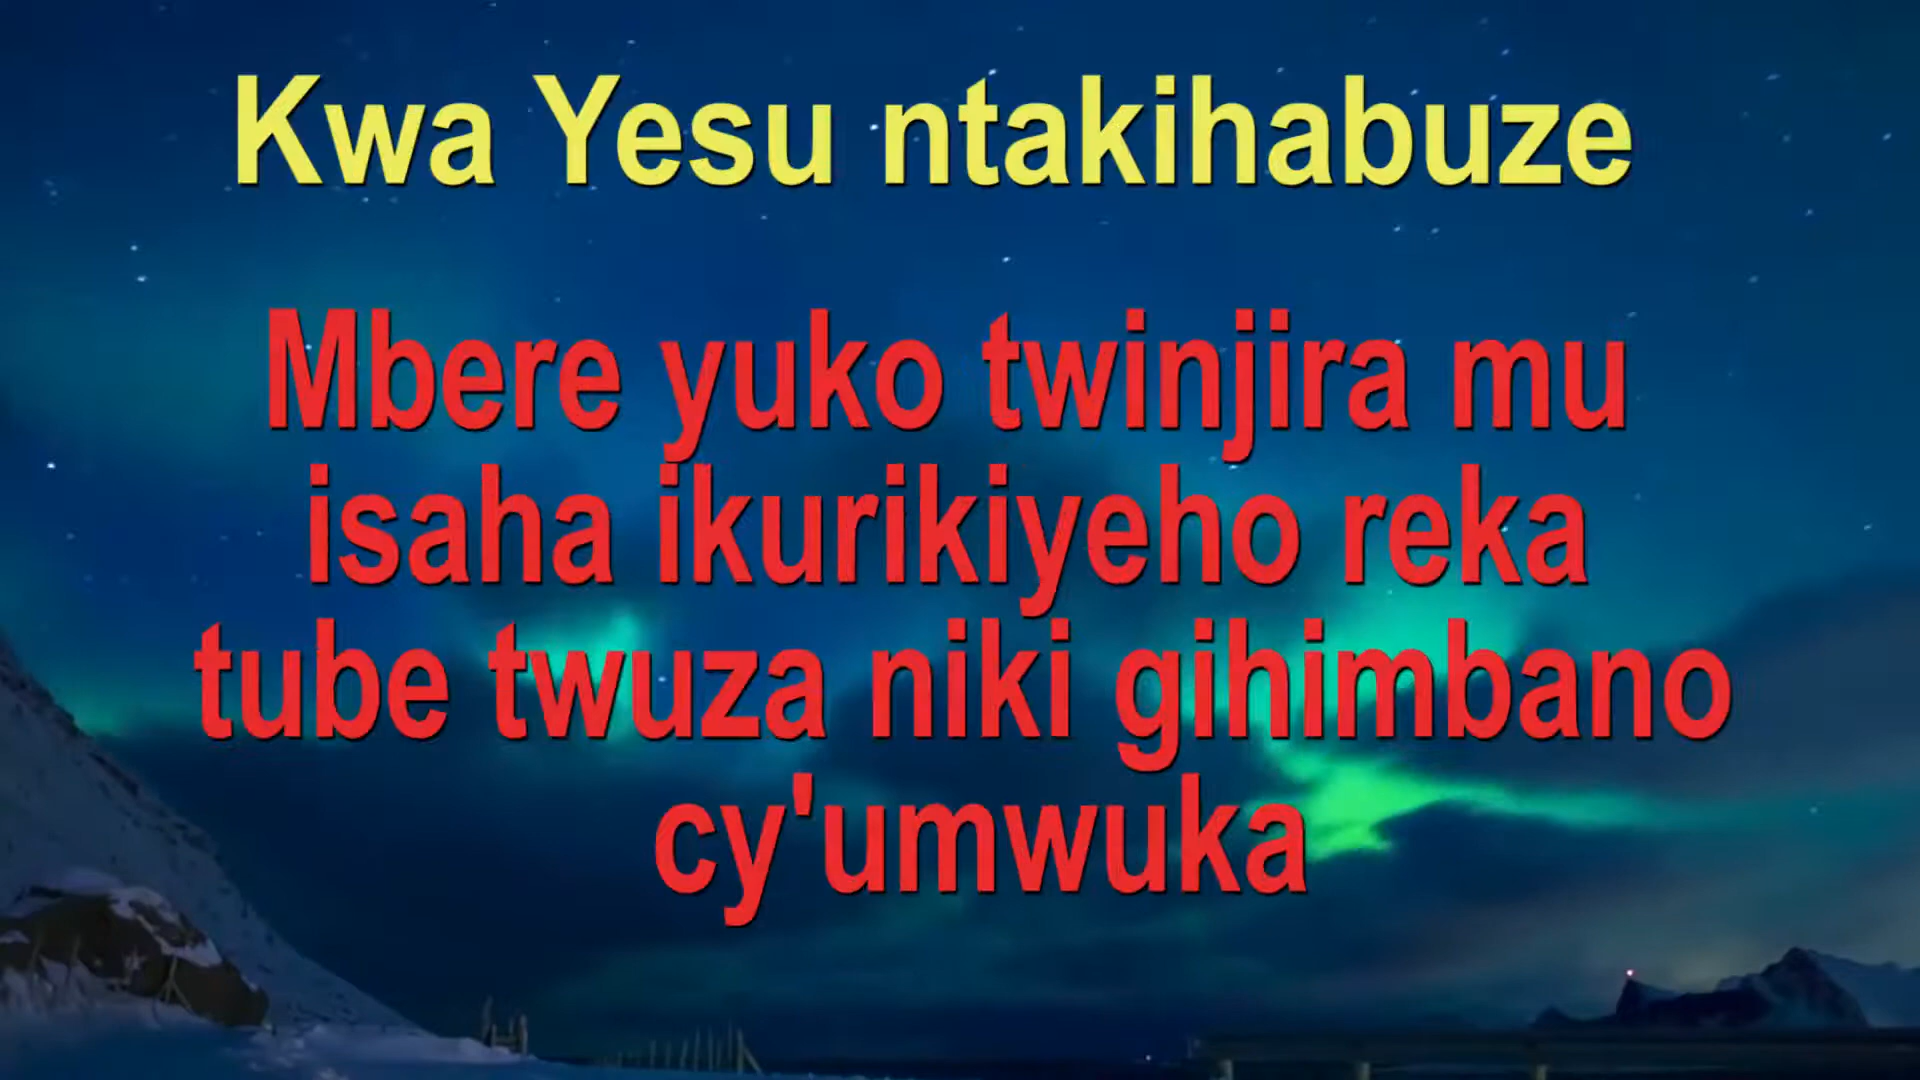 Kwa Yesu ntakihabuze
Mbere yuko twinjira mu
isaha ikurikiyeho reka
tube twuza niki gihimbano
cy'umwuka